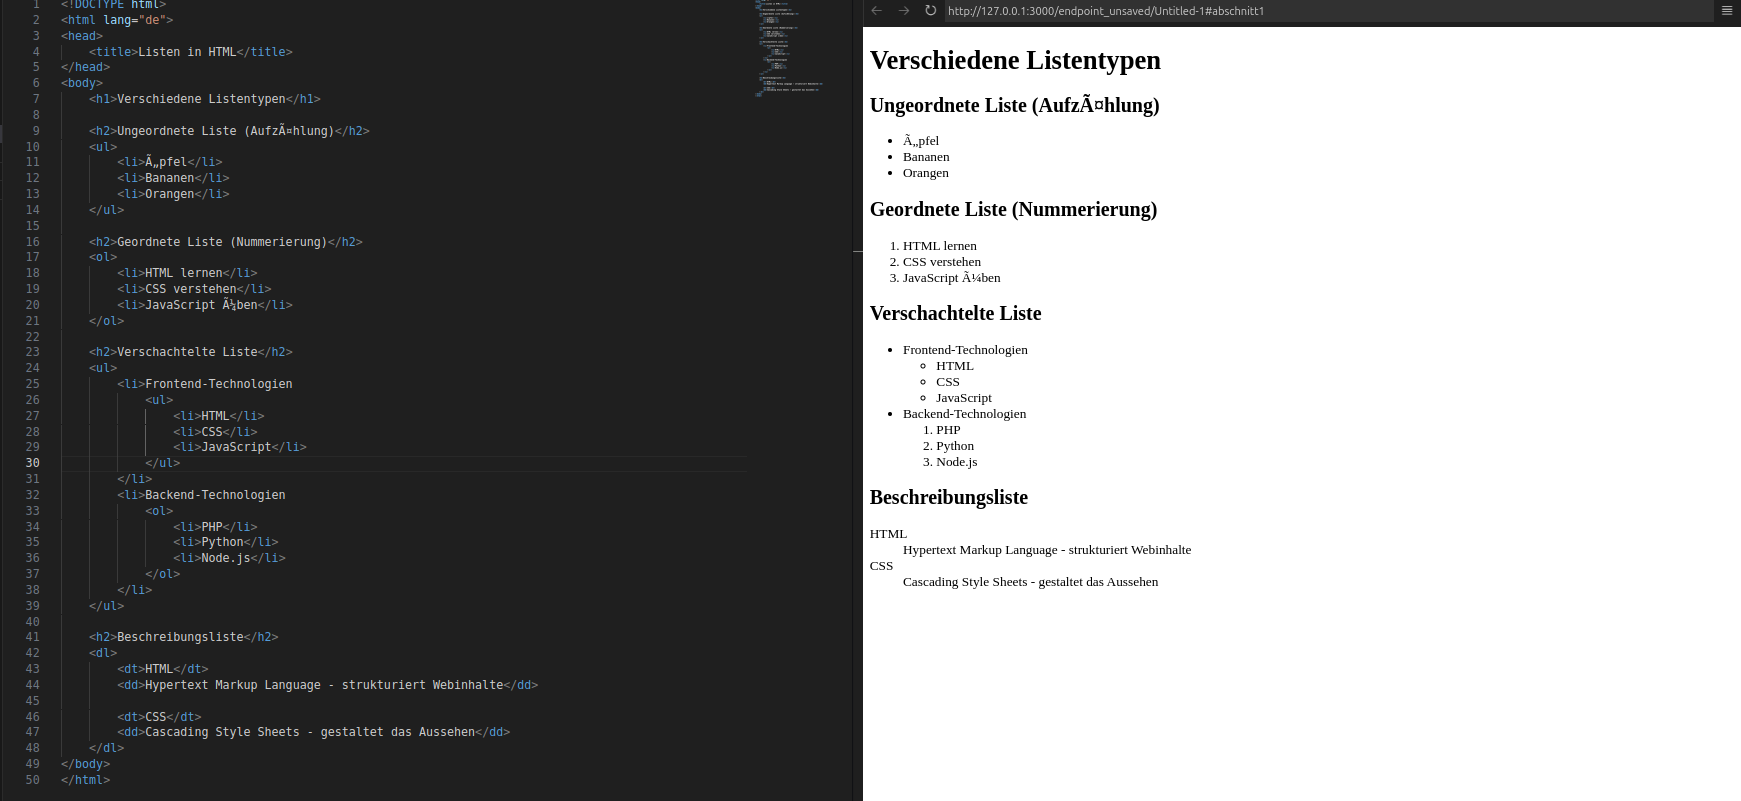 1 <!DOCTYPE html>
2 <html lang="de">
3 <head>
4 <title>Listen in HTML</title>
5 </head>
6 <body>
7 <h1>Verschiedene Listentypen</h1>
8
9 <h2>Ungeordnete Liste (AufzÃ¤hlung)</h2>
10 <ul>
11 <li>Ã„pfel</li>
12 <li>Bananen</li>
13 <li>Orangen</li>
14 </ul>
15
16 <h2>Geordnete Liste (Nummerierung)</h2>
17 <ol>
18 <li>HTML lernen</li>
19 <li>CSS verstehen</li>
20 <li>JavaScript Ã¼ben</li>
21 </ol>
22
23 <h2>Verschachtelte Liste</h2>
24 <ul>
25 <li>Frontend-Technologien
26 <ul>
27 <li>HTML</li>
28 <li>CSS</li>
29 <li>JavaScript</li>
30 </ul>
31 </li>
32 <li>Backend-Technologien
33 <ol>
34 <li>PHP</li>
35 <li>Python</li>
36 <li>Node.js</li>
37 </ol>
38 </li>
39 </ul>
40
41 <h2>Beschreibungsliste</h2>
42 <dl>
43 <dt>HTML</dt>
44 <dd>Hypertext Markup Language - strukturiert Webinhalte</dd>
45
46 <dt>CSS</dt>
47 <dd>Cascading Style Sheets - gestaltet das Aussehen</dd>
48 </dl>
49 </body>
50 </html>
http://127.0.0.1:3000/endpoint_unsaved/Untitled-1#abschnitt1
Verschiedene Listentypen
Ungeordnete Liste (AufzÃ¤hlung)
• Ã„pfel
• Bananen
• Orangen
Geordnete Liste (Nummerierung)
1. HTML lernen
2. CSS verstehen
3. JavaScript Ã¼ben
Verschachtelte Liste
• Frontend-Technologien
◦ HTML
◦ CSS
◦ JavaScript
• Backend-Technologien
1. PHP
2. Python
3. Node.js
Beschreibungsliste
HTML
Hypertext Markup Language - strukturiert Webinhalte
CSS
Cascading Style Sheets - gestaltet das Aussehen